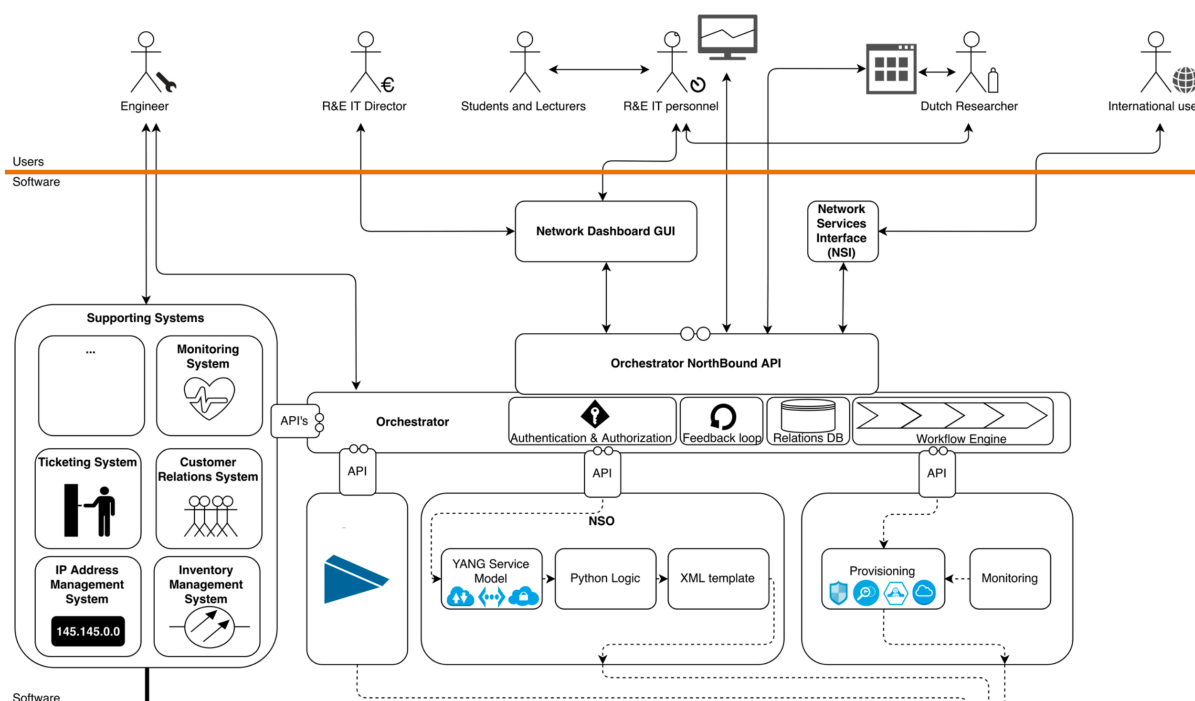 Engineer
R&E IT Director
€
Students and Lecturers
R&E IT personnel
Dutch Researcher
International use
Users
Software
Network Dashboard GUI
Network
Services
Interface
(NSI)
Supporting Systems
...
Monitoring
System
Orchestrator NorthBound API
API's
Orchestrator
Authentication & Authorization
Feedback loop
Relations DB
Workflow Engine
Ticketing System
Customer
Relations System
API
API
API
NSO
IP Address
Management
System
145.145.0.0
Inventory
Management
System
YANG Service
Model
Python Logic
XML template
Provisioning
Monitoring
Software